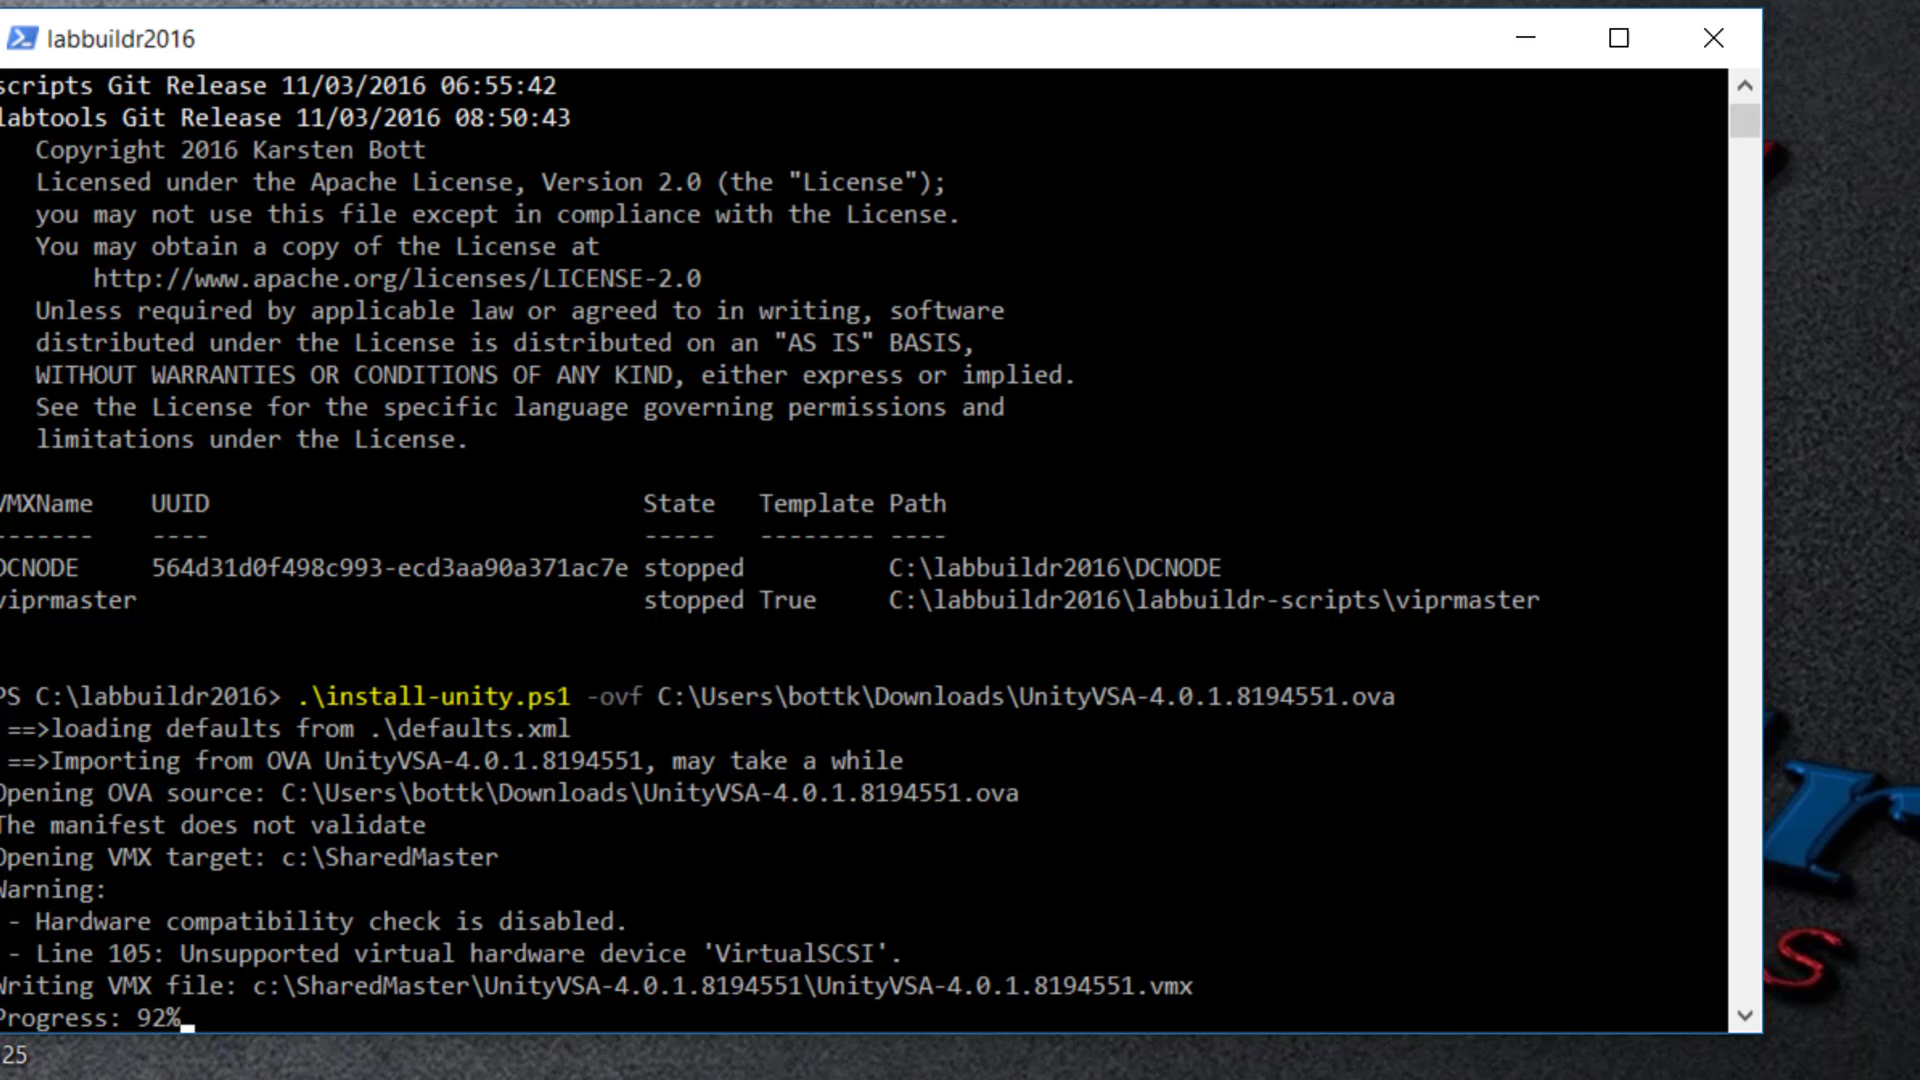 labbuildr2016
scripts Git Release 11/03/2016 06:55:42
labtools Git Release 11/03/2016 08:50:43
Copyright 2016 Karsten Bott
Licensed under the Apache License, Version 2.0 (the "License");
you may not use this file except in compliance with the License.
You may obtain a copy of the License at
http://www.apache.org/licenses/LICENSE-2.0
Unless required by applicable law or agreed to in writing, software
distributed under the License is distributed on an "AS IS" BASIS,
WITHOUT WARRANTIES OR CONDITIONS OF ANY KIND, either express or implied.
See the License for the specific language governing permissions and
limitations under the License.
VMXName UUID State Template Path
------- ---- ----- -------- ----
DCNODE 564d31d0f498c993-ecd3aa90a371ac7e stopped C:\labbuildr2016\DCNODE
viprmaster stopped True C:\labbuildr2016\labbuildr-scripts\viprmaster
PS C:\labbuildr2016> .\install-unity.ps1 -ovf C:\Users\bottk\Downloads\UnityVSA-4.0.1.8194551.ova
==>loading defaults from .\defaults.xml
==>Importing from OVA UnityVSA-4.0.1.8194551, may take a while
Opening OVA source: C:\Users\bottk\Downloads\UnityVSA-4.0.1.8194551.ova
The manifest does not validate
Opening VMX target: c:\SharedMaster
Warning:
- Hardware compatibility check is disabled.
- Line 105: Unsupported virtual hardware device 'VirtualSCSI'.
Writing VMX file: c:\SharedMaster\UnityVSA-4.0.1.8194551\UnityVSA-4.0.1.8194551.vmx
Progress: 92%
25